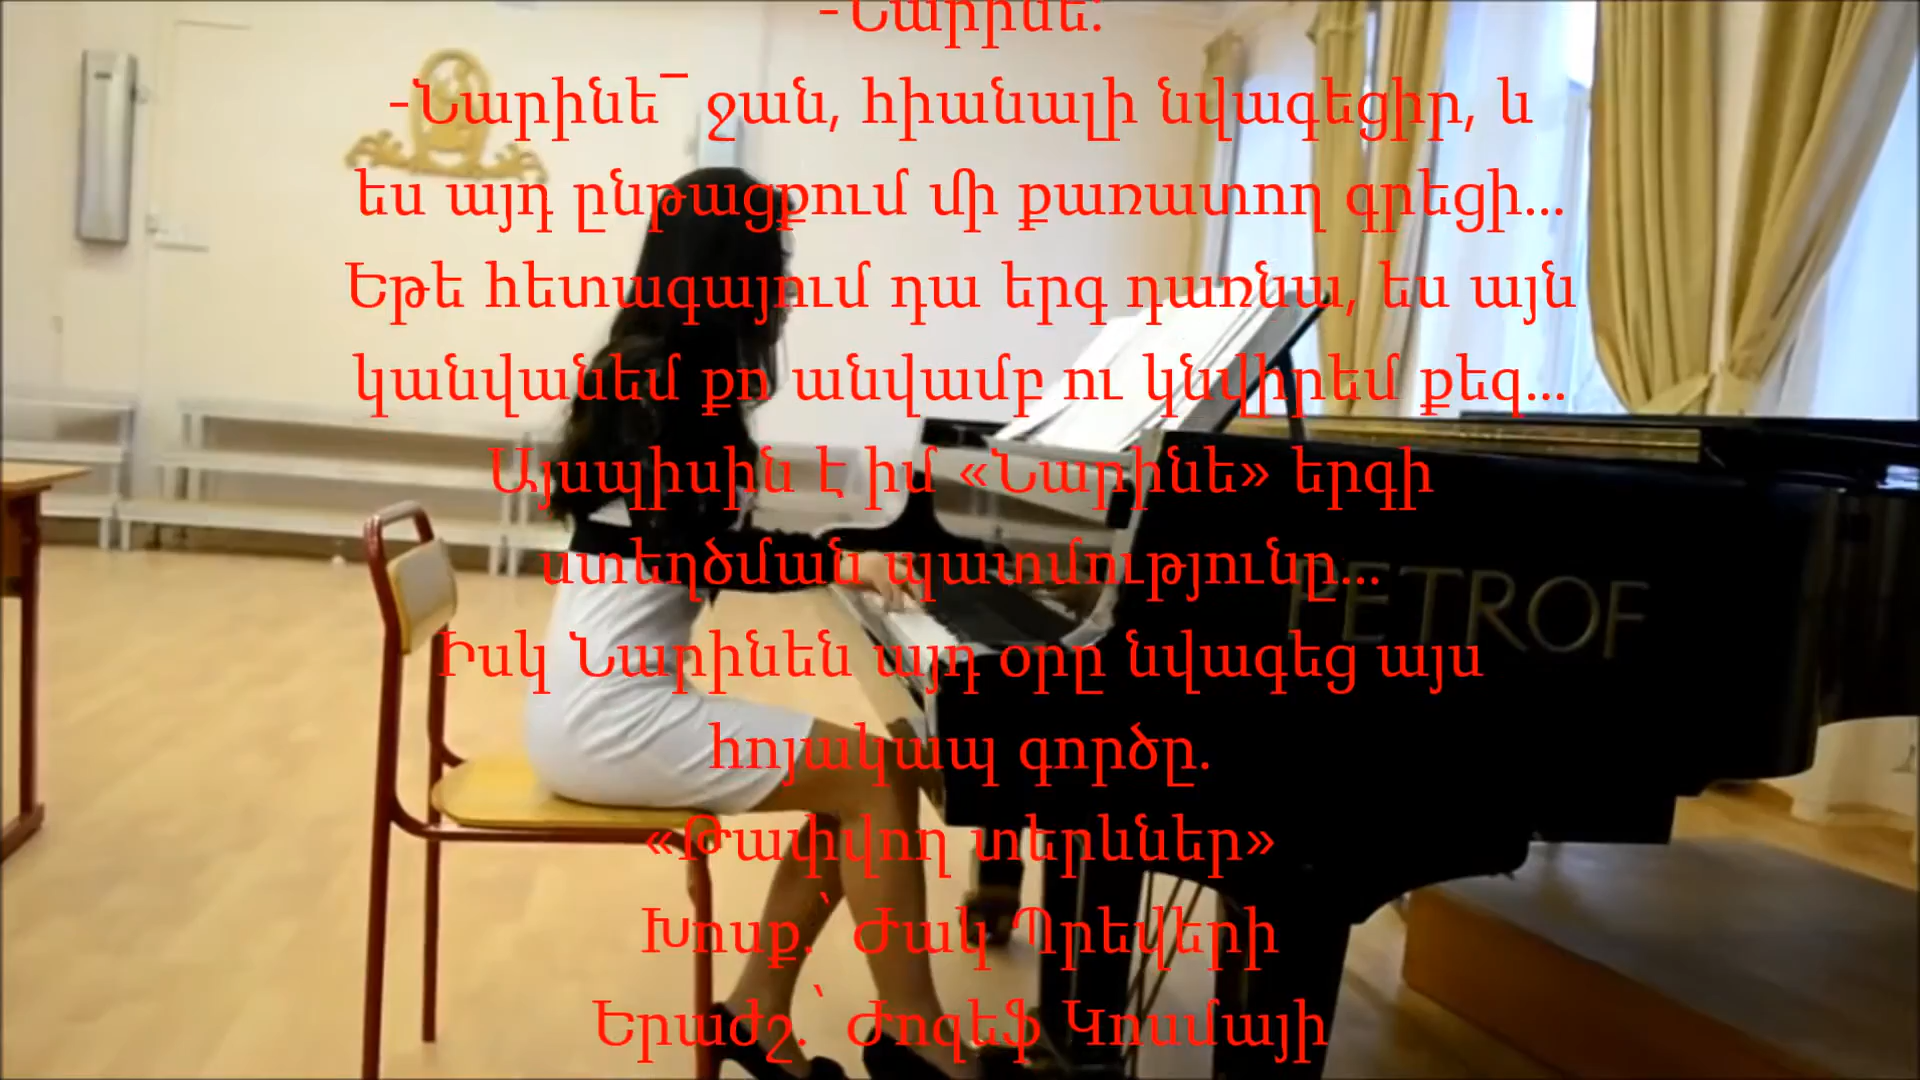 -Նարինե:
-Նարինե¯ ջան, հիանալի նվագեցիր, և
ես այդ ընթացքում մի քառատող գրեցի...
Եթե հետագայում դա երգ դառնա, ես այն
կանվանեմ քո անվամբ ու կնվիրեմ քեզ...
Այսպիսին է իմ «Նարինե» երգի
ստեղծման պատմությունը...
Իսկ Նարինեն այդ օրը նվագեց այս
հոյակապ գործը.
«Թափվող տերևներ»
Խոսք.՝ Ժակ Պրեվերի
Երաժշ.՝ Ժոզեֆ Կոսմայի
PETROF